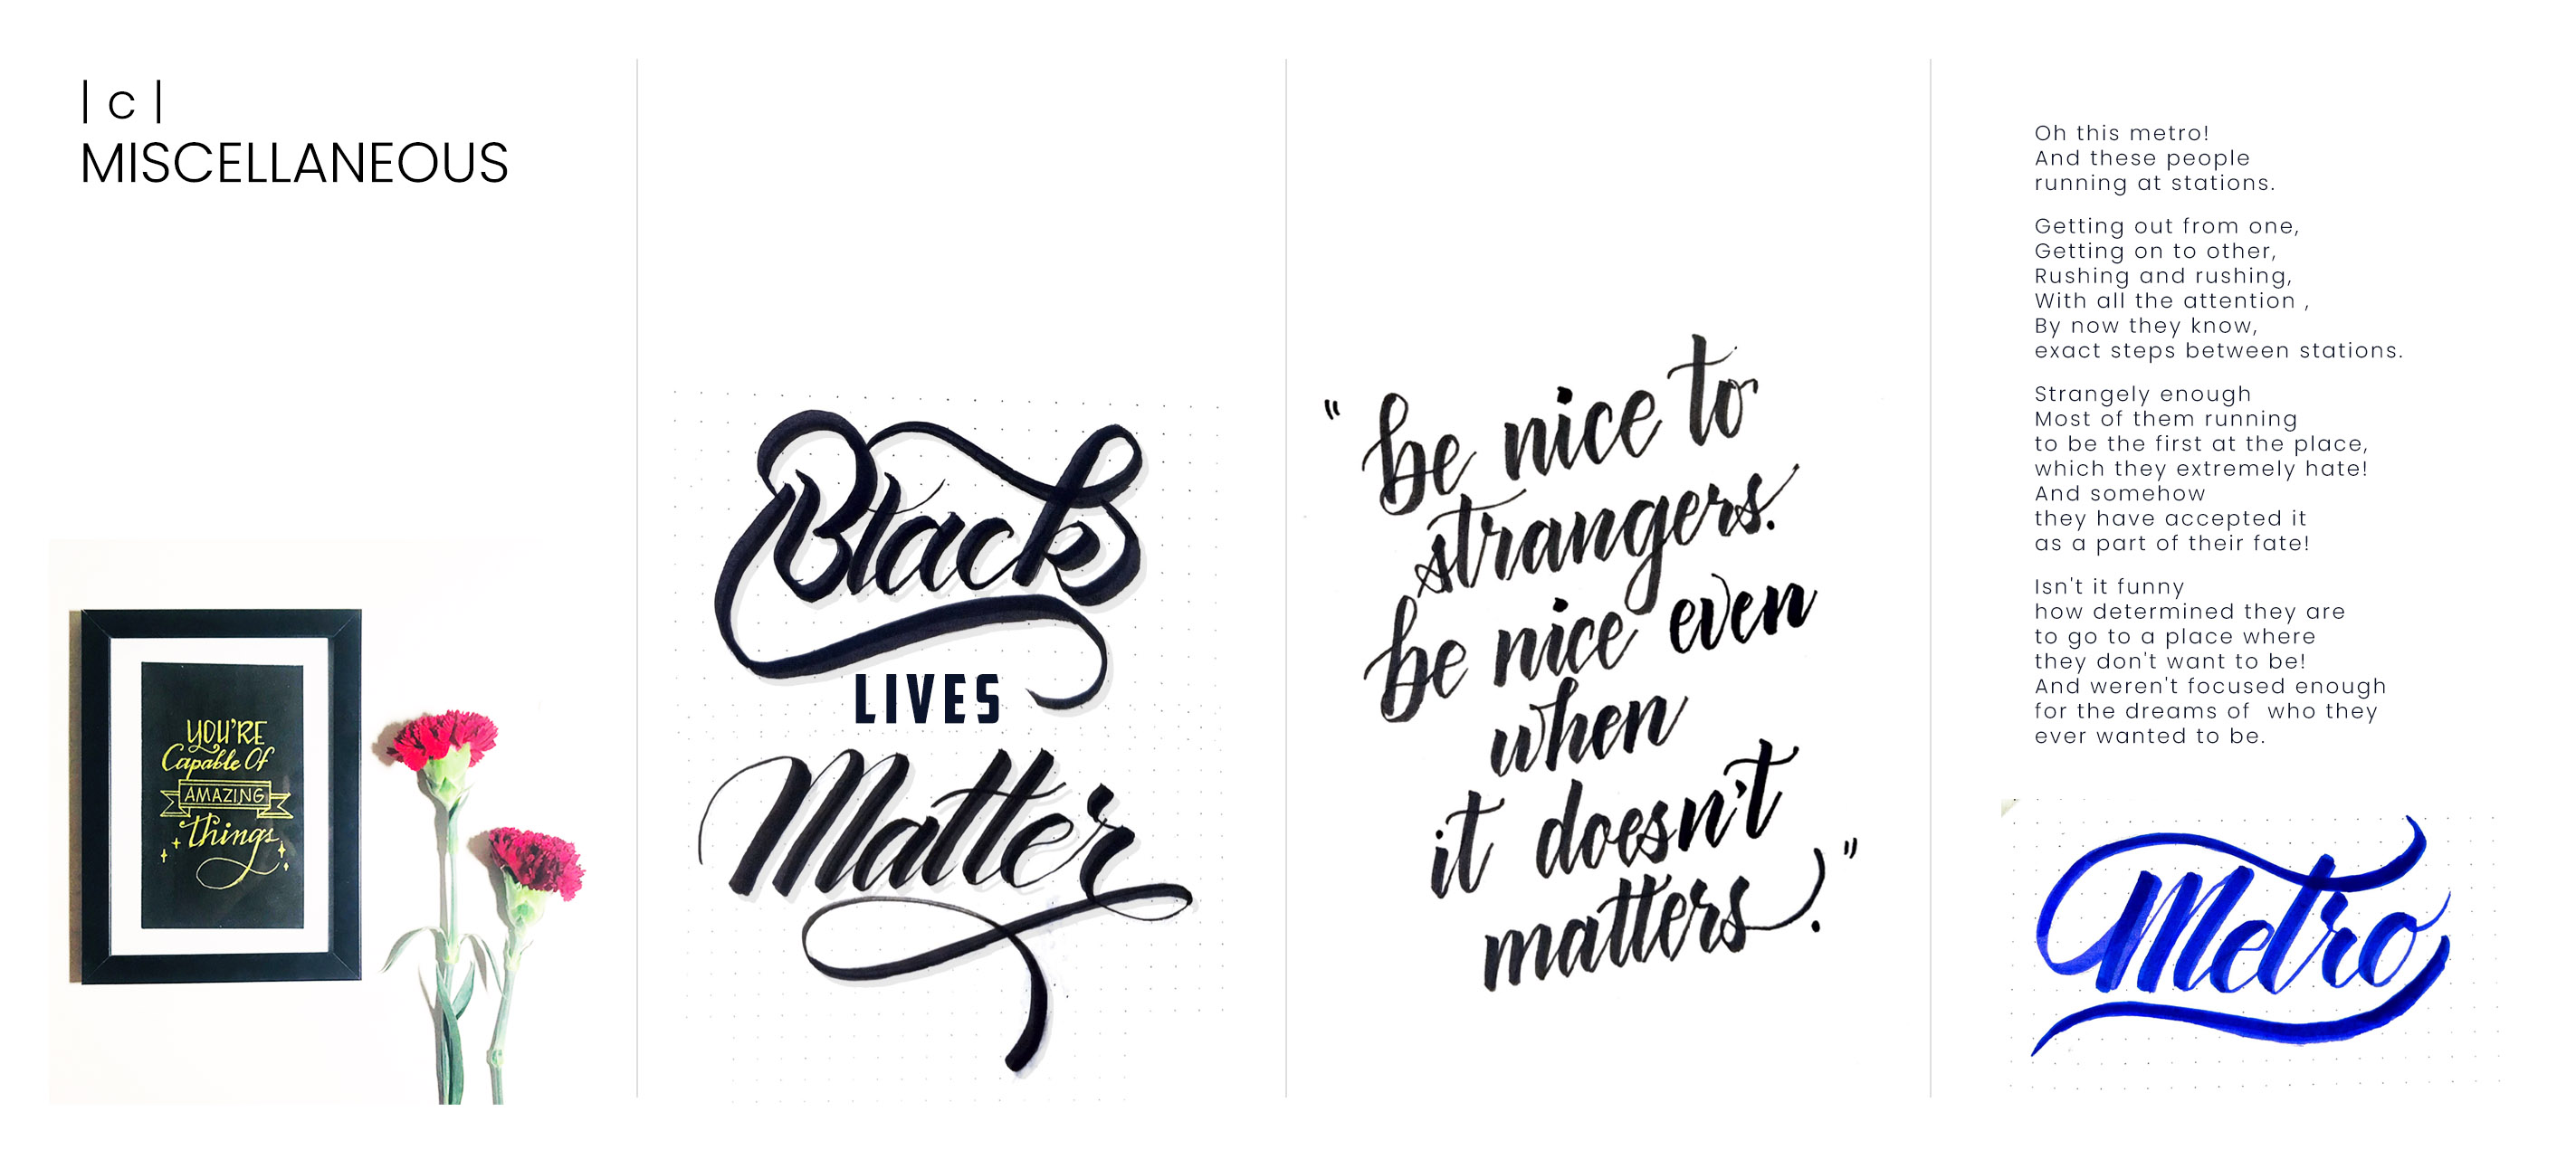 | c |
MISCELLANEOUS
YOU'RE
Capable Of
AMAZING
things
Black
LIVES
Matter
"be nice to
strangers.
be nice even
when
it doesn't
matters."
Oh this metro!
And these people
running at stations.
Getting out from one,
Getting on to other,
Rushing and rushing,
With all the attention ,
By now they know,
exact steps between stations.
Strangely enough
Most of them running
to be the first at the place,
which they extremely hate!
And somehow
they have accepted it
as a part of their fate!
Isn't it funny
how determined they are
to go to a place where
they don't want to be!
And weren't focused enough
for the dreams of  who they
ever wanted to be.
Metro